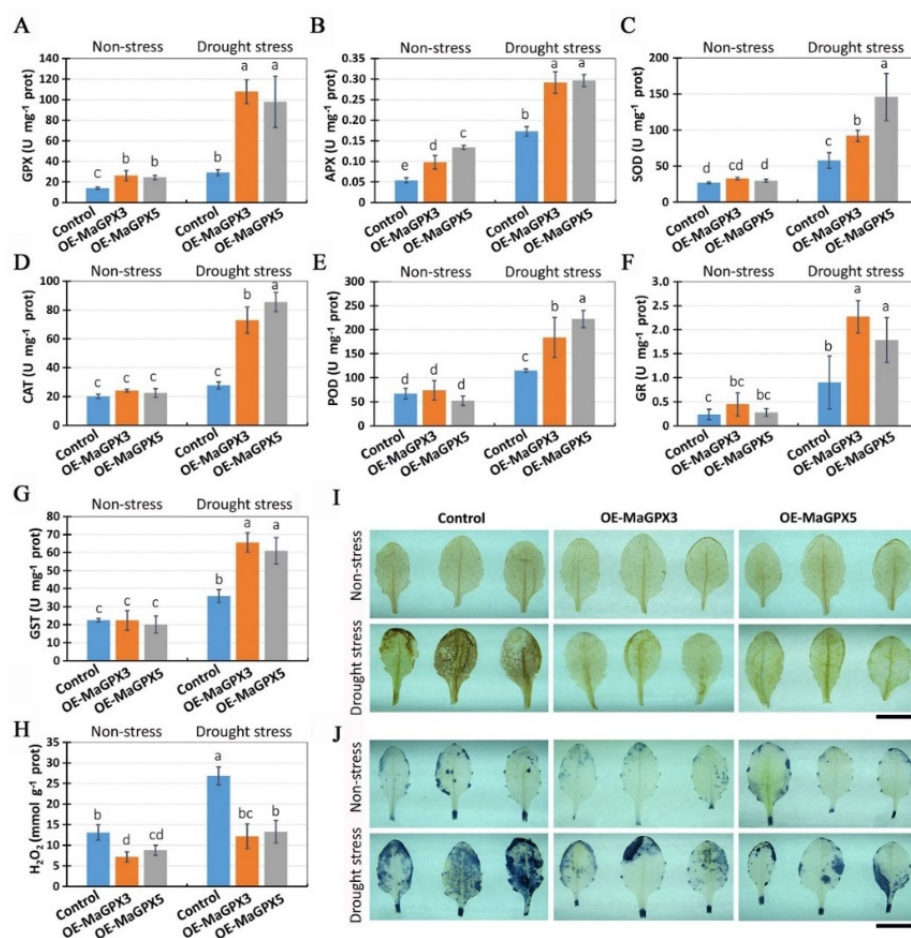 A
Non-stress Drought stress
GPX (U mg⁻¹ prot)
140
120
100
80
60
40
20
0
c b b b a a
Control OE-MaGPX3 OE-MaGPX5 Control OE-MaGPX3 OE-MaGPX5
B
Non-stress Drought stress
APX (U mg⁻¹ prot)
0.35
0.30
0.25
0.20
0.15
0.10
0.05
0
e d c b a a
Control OE-MaGPX3 OE-MaGPX5 Control OE-MaGPX3 OE-MaGPX5
C
Non-stress Drought stress
SOD (U mg⁻¹ prot)
200
150
100
50
0
d cd d c b a
Control OE-MaGPX3 OE-MaGPX5 Control OE-MaGPX3 OE-MaGPX5
D
Non-stress Drought stress
CAT (U mg⁻¹ prot)
100
80
60
40
20
0
c c c c b a
Control OE-MaGPX3 OE-MaGPX5 Control OE-MaGPX3 OE-MaGPX5
E
Non-stress Drought stress
POD (U mg⁻¹ prot)
300
250
200
150
100
50
0
d d d c b a
Control OE-MaGPX3 OE-MaGPX5 Control OE-MaGPX3 OE-MaGPX5
F
Non-stress Drought stress
GR (U mg⁻¹ prot)
3.0
2.5
2.0
1.5
1.0
0.5
0
c bc bc b a a
Control OE-MaGPX3 OE-MaGPX5 Control OE-MaGPX3 OE-MaGPX5
G
Non-stress Drought stress
GST (U mg⁻¹ prot)
80
70
60
50
40
30
20
10
0
c c c b a a
Control OE-MaGPX3 OE-MaGPX5 Control OE-MaGPX3 OE-MaGPX5
H
Non-stress Drought stress
H₂O₂ (mmol g⁻¹ prot)
35
30
25
20
15
10
5
0
b d cd a bc b
Control OE-MaGPX3 OE-MaGPX5 Control OE-MaGPX3 OE-MaGPX5
I
Control OE-MaGPX3 OE-MaGPX5
Non-stress
Drought stress
J
Non-stress
Drought stress